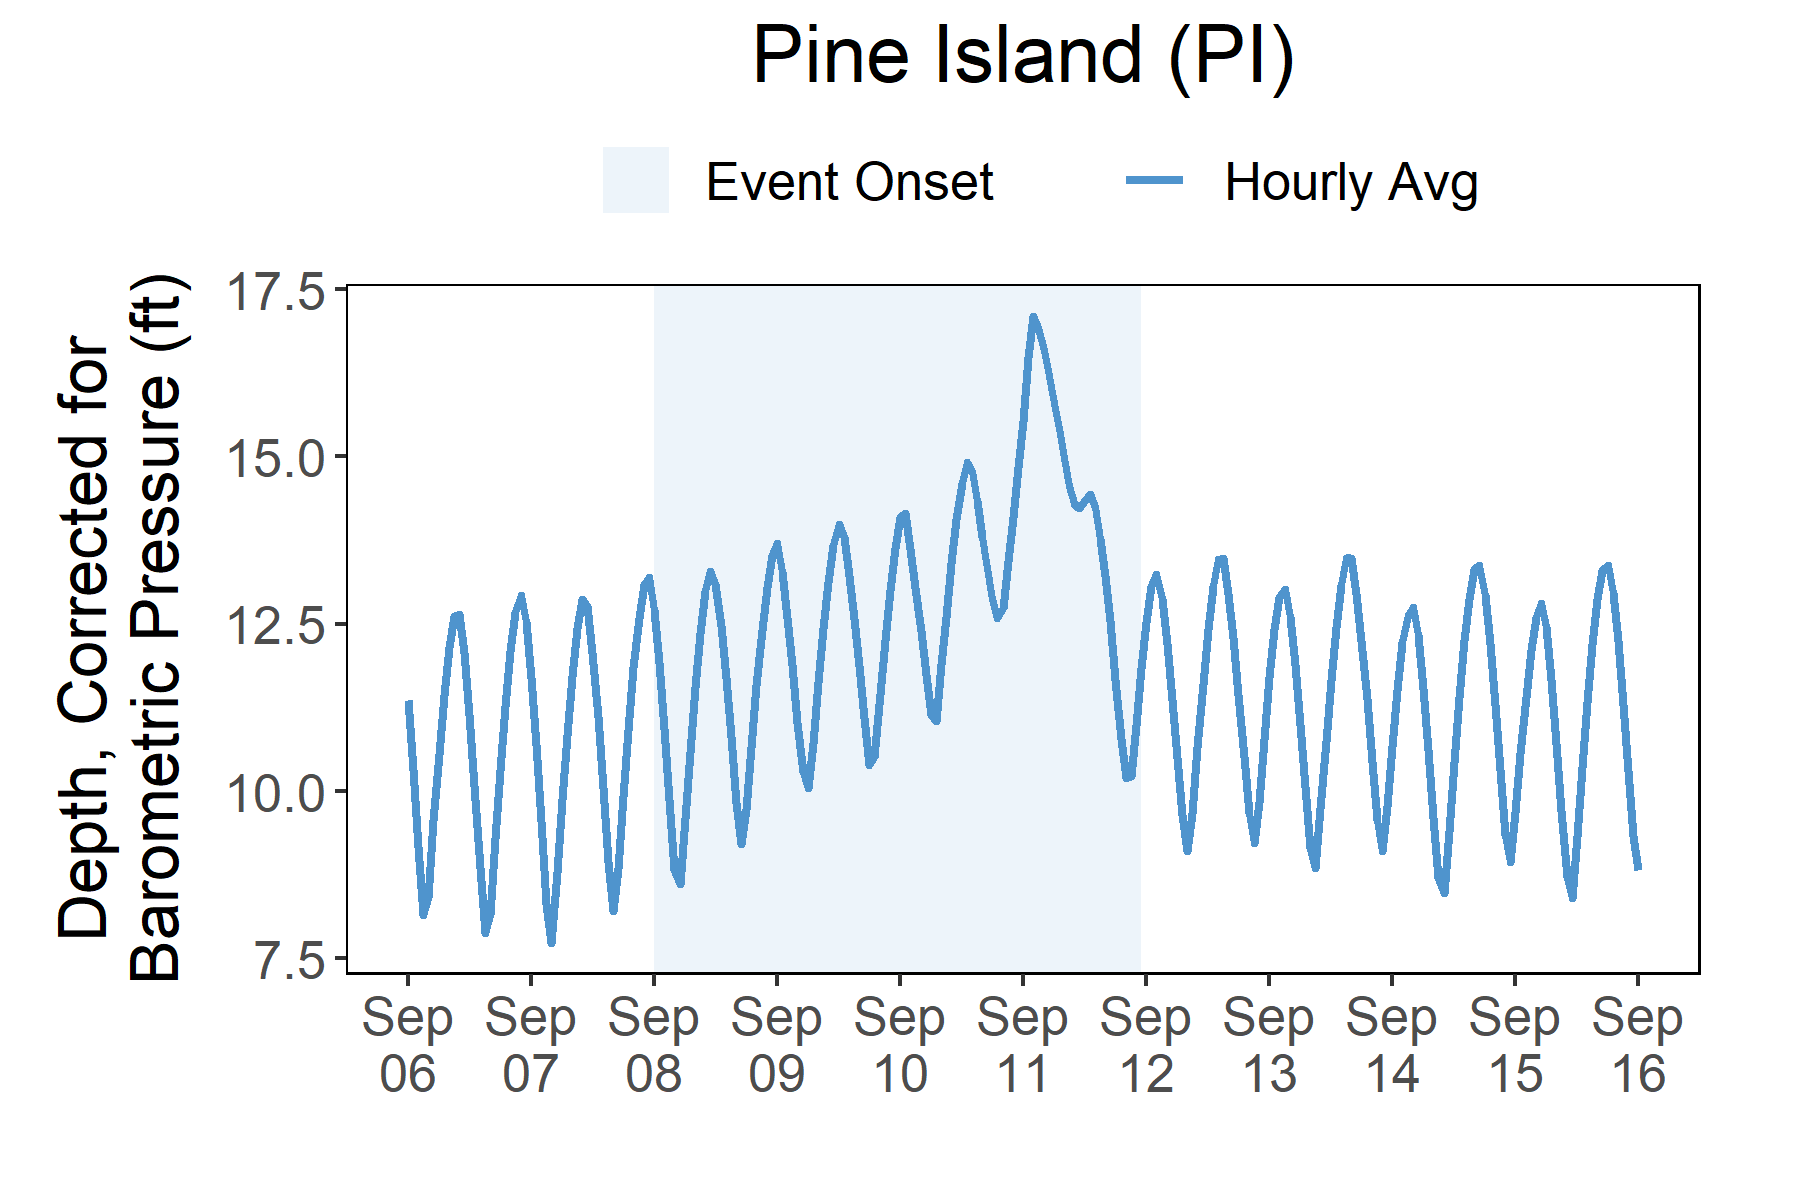 Pine Island (PI)
Event Onset
Hourly Avg
Depth, Corrected for
Barometric Pressure (ft)
17.5
15.0
12.5
10.0
7.5
Sep
06
Sep
07
Sep
08
Sep
09
Sep
10
Sep
11
Sep
12
Sep
13
Sep
14
Sep
15
Sep
16